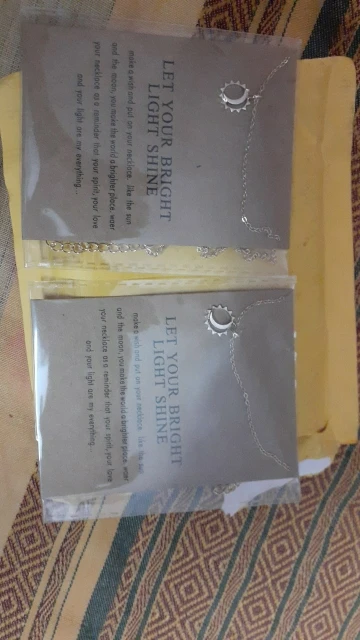 LET YOUR BRIGHT
LIGHT SHINE
make a wish and put on your necklace. like the sun
and the moon, you make the world a brighter place. wear
your necklace as a reminder that your spirit, your love
and your light are my everything...
LET YOUR BRIGHT
LIGHT SHINE
make a wish and put on your necklace. like the sun
and the moon, you make the world a brighter place. wear
your necklace as a reminder that your spirit, your love
and your light are my everything...